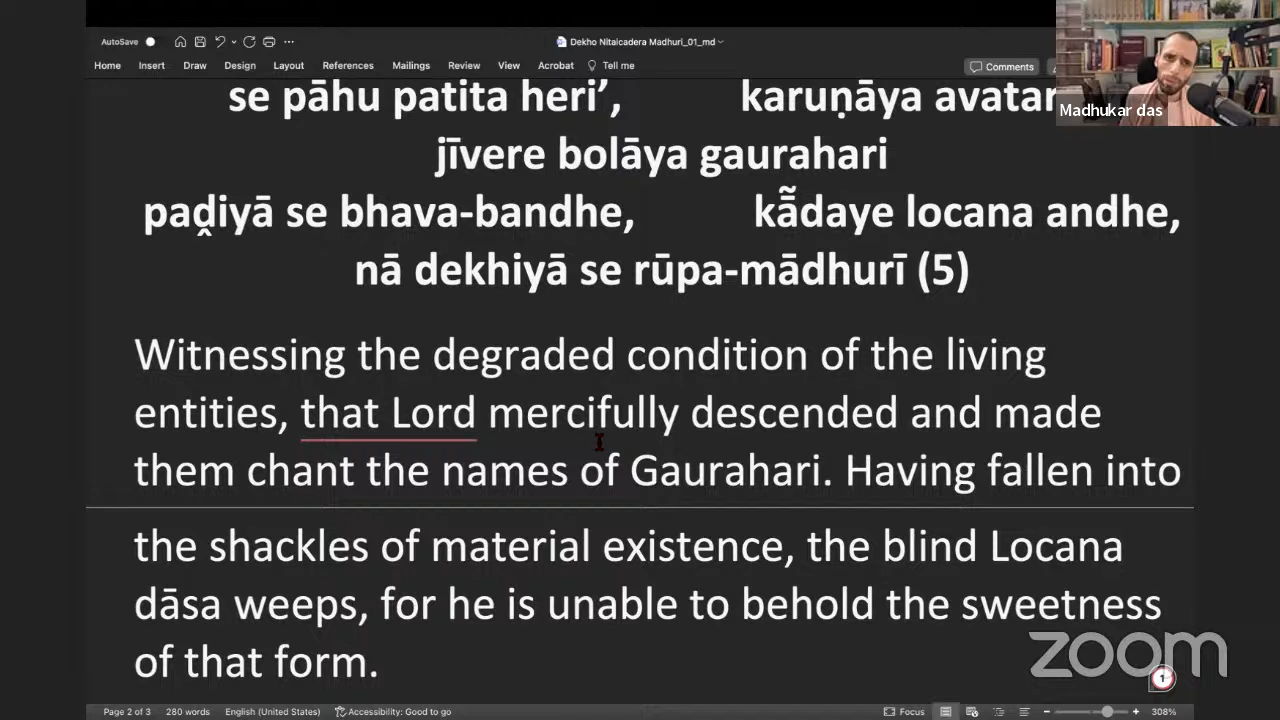 AutoSave
Dekho Nitaicadera Madhuri_01_md
Home Insert Draw Design Layout References Mailings Review View Acrobat Tell me
Comments
Madhukar das
se pāhu patita heri’, karuṇāya avatar
jīvere bolāya gaurahari
paḓiyā se bhava-bandhe, kā̃daye locana andhe,
nā dekhiyā se rūpa-mādhurī (5)
Witnessing the degraded condition of the living
entities, that Lord mercifully descended and made
them chant the names of Gaurahari. Having fallen into
the shackles of material existence, the blind Locana
dāsa weeps, for he is unable to behold the sweetness
of that form.
zoom
1
Page 2 of 3 280 words English (United States) Accessibility: Good to go Focus 308%